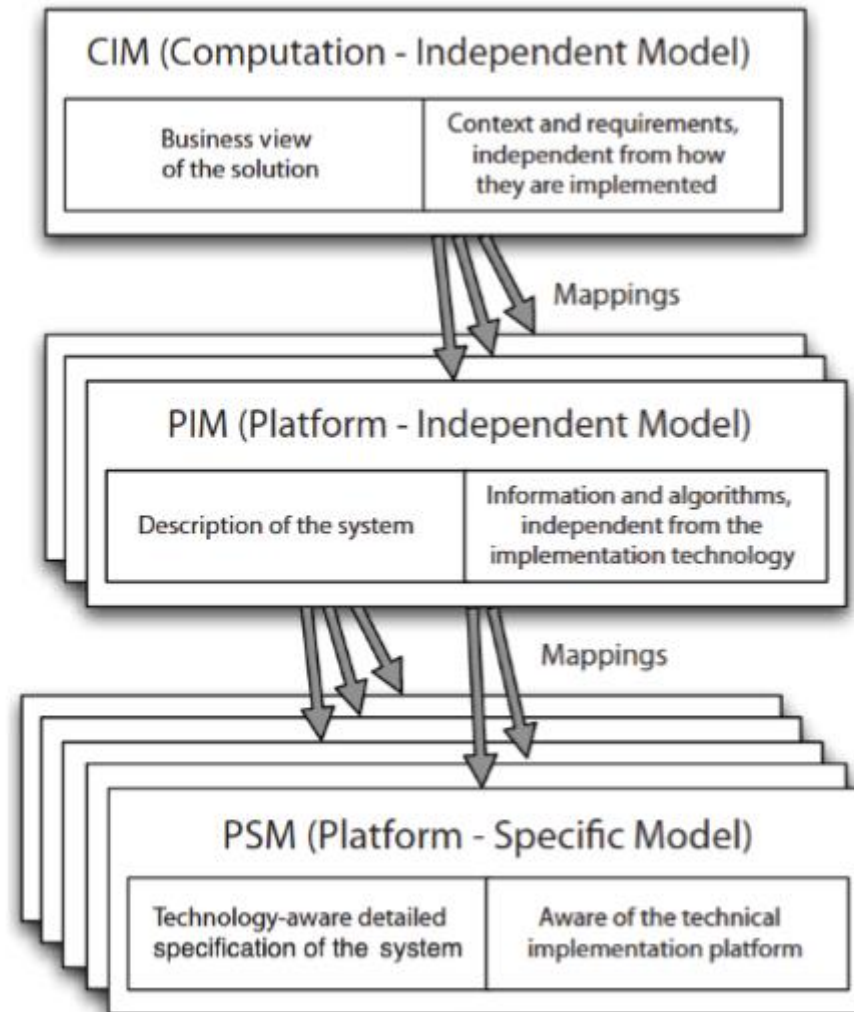 CIM (Computation - Independent Model)
Business view
of the solution
Context and requirements,
independent from how
they are implemented
Mappings
PIM (Platform - Independent Model)
Description of the system
Information and algorithms,
independent from the
implementation technology
Mappings
PSM (Platform - Specific Model)
Technology-aware detailed
specification of the system
Aware of the technical
implementation platform